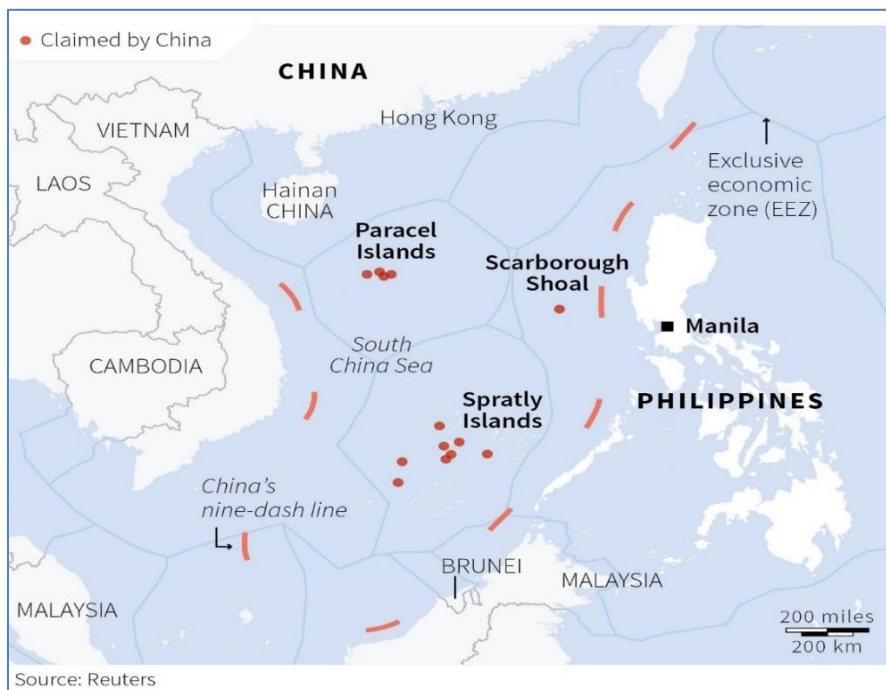 Claimed by China
CHINA
Hong Kong
VIETNAM
LAOS
Hainan
CHINA
Exclusive
economic
zone (EEZ)
Paracel
Islands
Scarborough
Shoal
Manila
South
China Sea
CAMBODIA
PHILIPPINES
Spratly
Islands
China's
nine-dash line
BRUNEI
MALAYSIA
MALAYSIA
200 miles
200 km
Source: Reuters